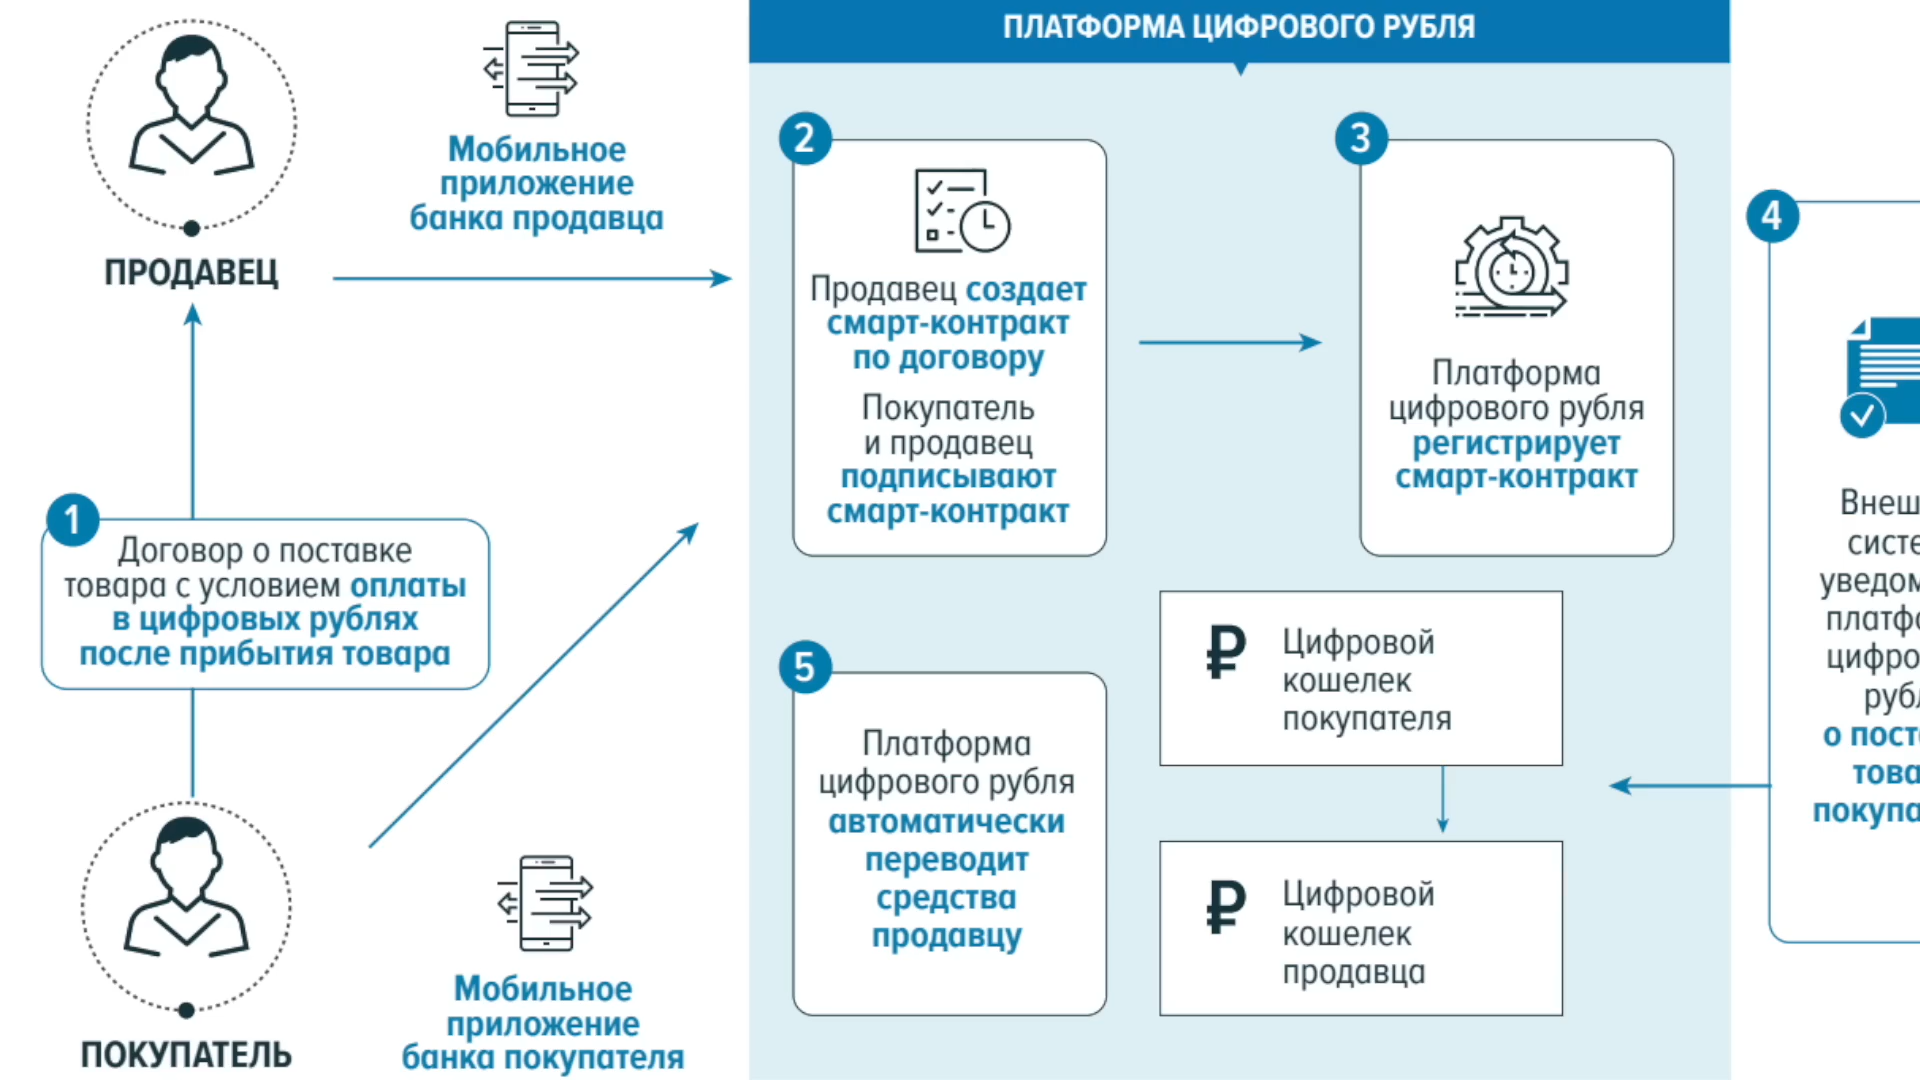 ПЛАТФОРМА ЦИФРОВОГО РУБЛЯ
Мобильное
приложение
банка продавца
ПРОДАВЕЦ
1
Договор о поставке
товара с условием оплаты
в цифровых рублях
после прибытия товара
ПОКУПАТЕЛЬ
Мобильное
приложение
банка покупателя
2
Продавец создает
смарт-контракт
по договору
Покупатель
и продавец
подписывают
смарт-контракт
3
Платформа
цифрового рубля
регистрирует
смарт-контракт
4
о
5
Платформа
цифрового рубля
автоматически
переводит
средства
продавцу
₽
Цифровой
кошелек
покупателя
₽
Цифровой
кошелек
продавца